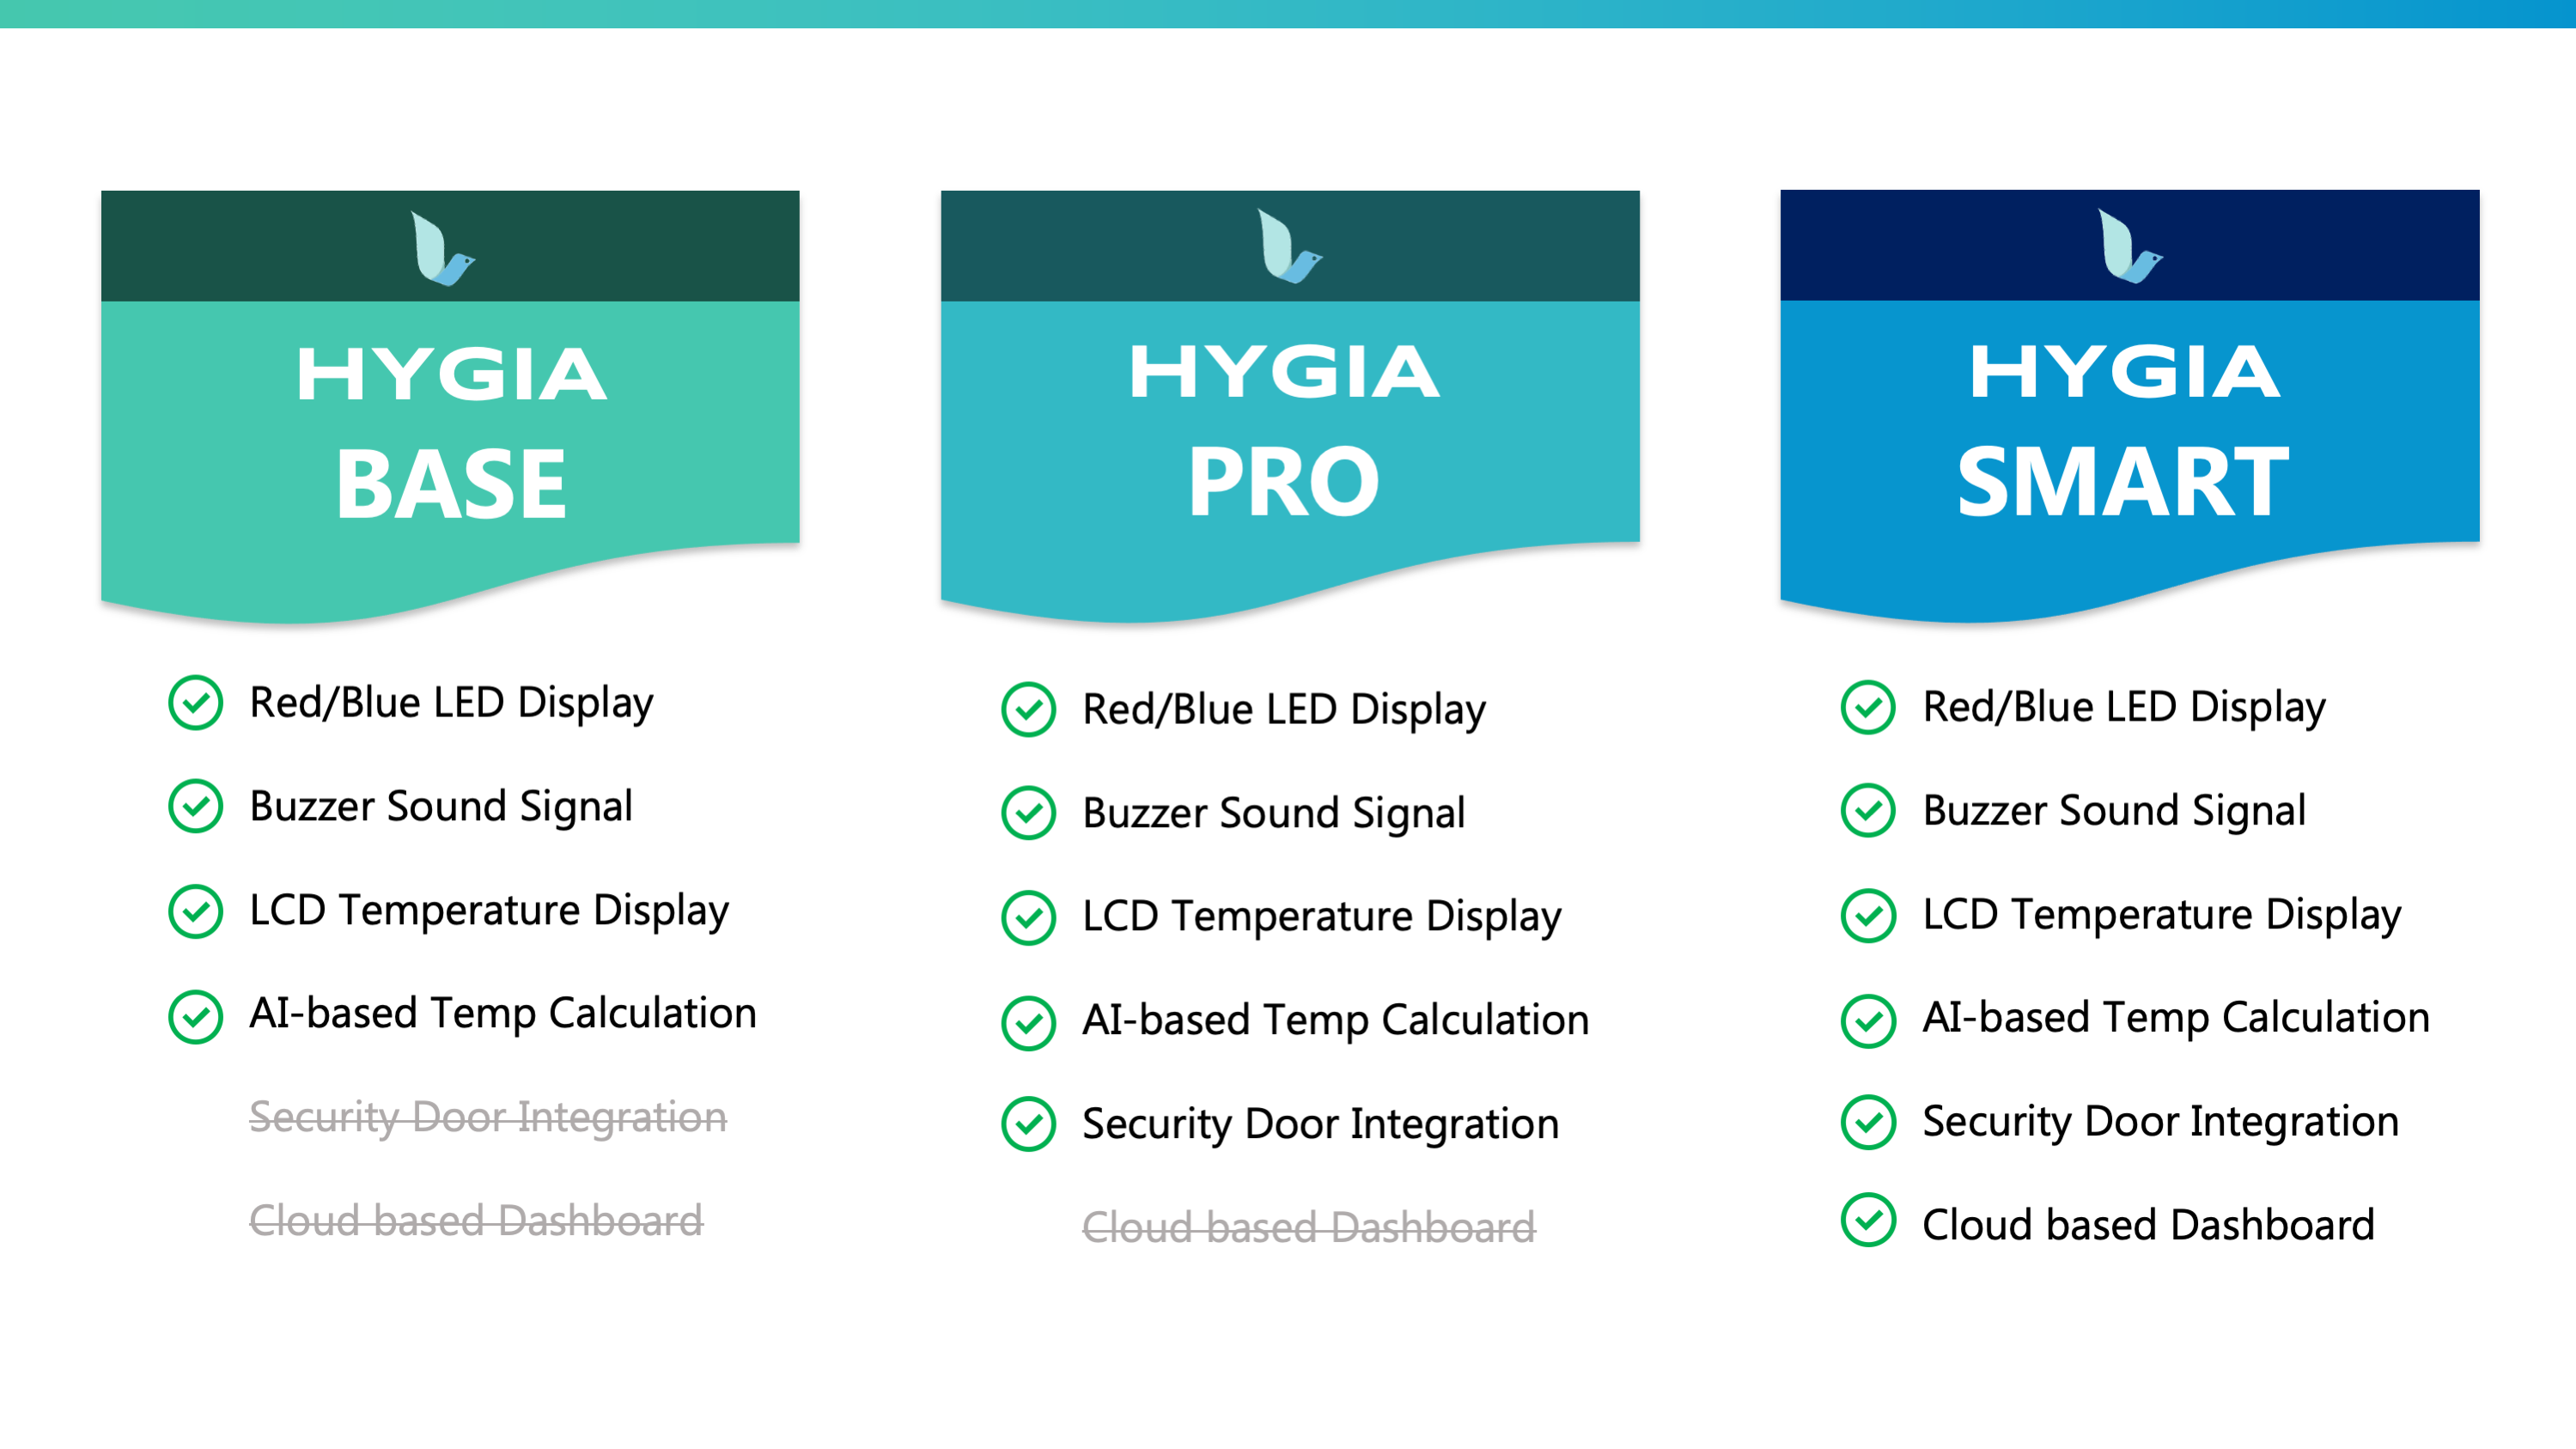 HYGIA
BASE
Red/Blue LED Display
Buzzer Sound Signal
LCD Temperature Display
AI-based Temp Calculation
Security Door Integration
Cloud based Dashboard
HYGIA
PRO
Red/Blue LED Display
Buzzer Sound Signal
LCD Temperature Display
AI-based Temp Calculation
Security Door Integration
Cloud based Dashboard
HYGIA
SMART
Red/Blue LED Display
Buzzer Sound Signal
LCD Temperature Display
AI-based Temp Calculation
Security Door Integration
Cloud based Dashboard